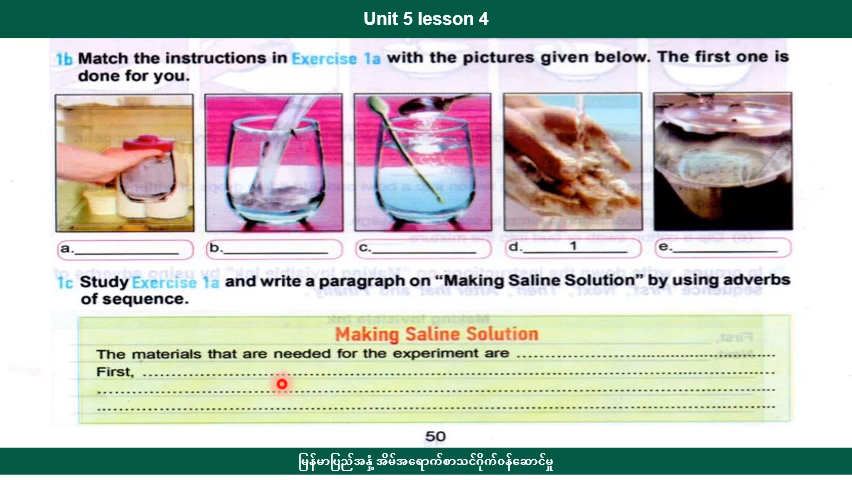 Unit 5 lesson 4
1b Match the instructions in Exercise 1a with the pictures given below. The first one is
done for you.
a.
b.
c.
d. 1
e.
1c Study Exercise 1a and write a paragraph on “Making Saline Solution” by using adverbs
of sequence.
Making Saline Solution
The materials that are needed for the experiment are
First,
50
မြန်မာပြည်အနှံ့ အိမ်အရောက်စာသင်ဂိုက်ဝန်ဆောင်မှု